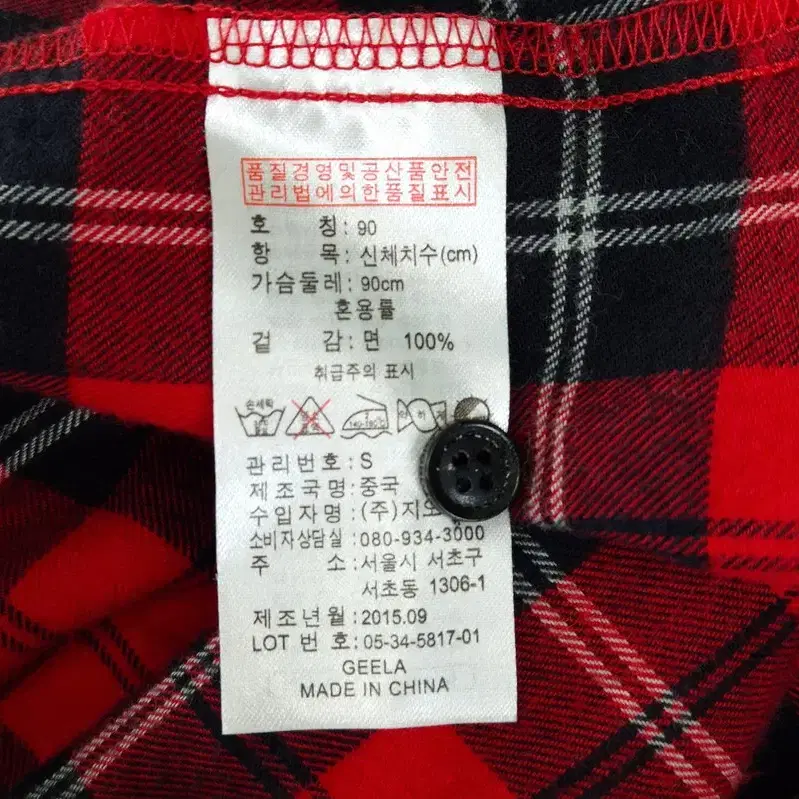 품질경영및공산품안전
관리법에의한품질표시
호 칭: 90
항 목: 신체치수(cm)
가슴둘레: 90cm
혼용률
겉 감: 면 100%
취급주의 표시
손세탁
관리번호: S
제조국명: 중국
수입자명: (주)지오
소비자상담실: 080-934-3000
주 소: 서울시 서초구
서초동 1306-1
제조년월: 2015.09
LOT 번호: 05-34-5817-01
GEELA
MADE IN CHINA